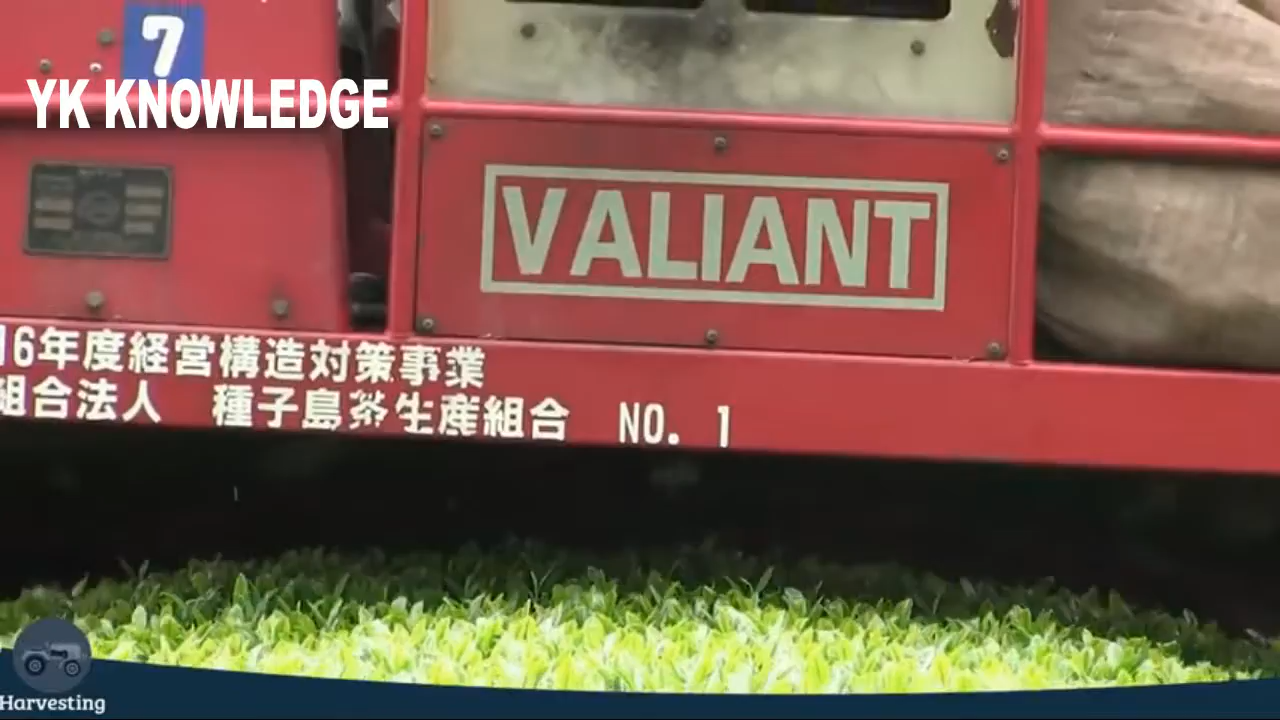 7
YK KNOWLEDGE
VALIANT
16年度経営構造対策事業
組合法人 種子島茶生産組合 NO. 1
Harvesting